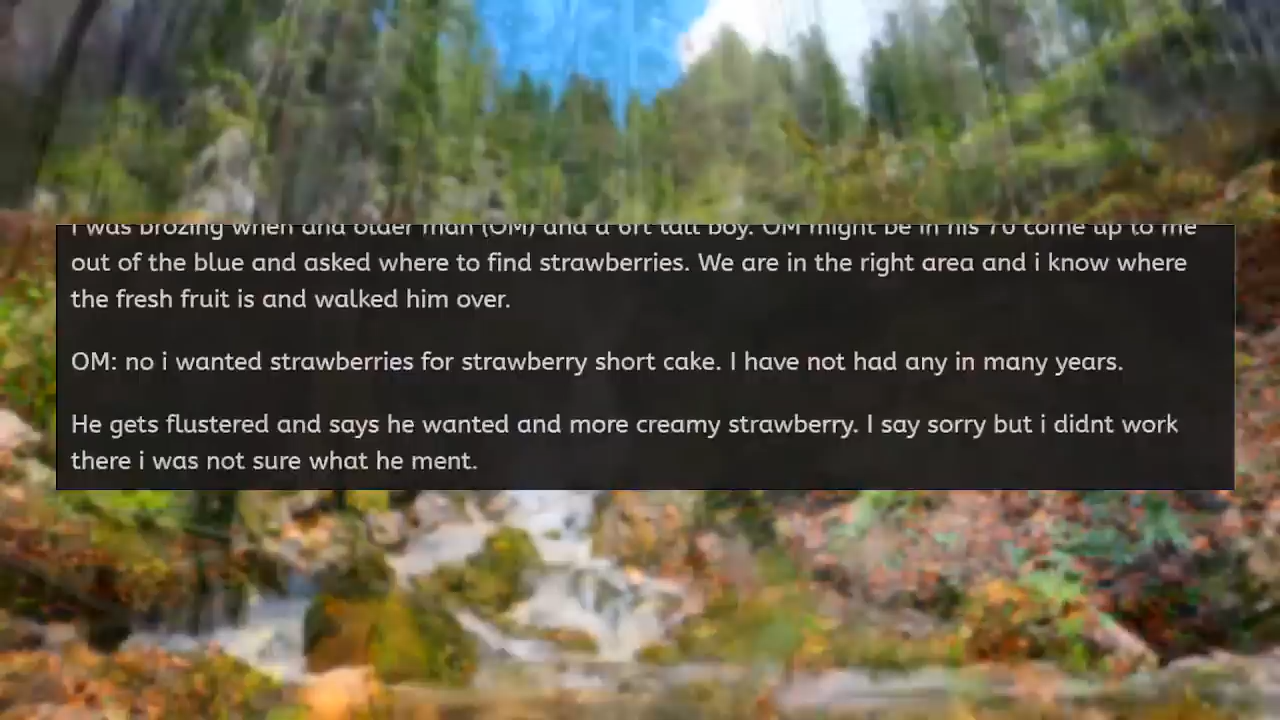 I was brozing when and older man (OM) and a 6ft tall boy. OM might be in his 70 come up to me
out of the blue and asked where to find strawberries. We are in the right area and i know where
the fresh fruit is and walked him over.
OM: no i wanted strawberries for strawberry short cake. I have not had any in many years.
He gets flustered and says he wanted and more creamy strawberry. I say sorry but i didnt work
there i was not sure what he ment.